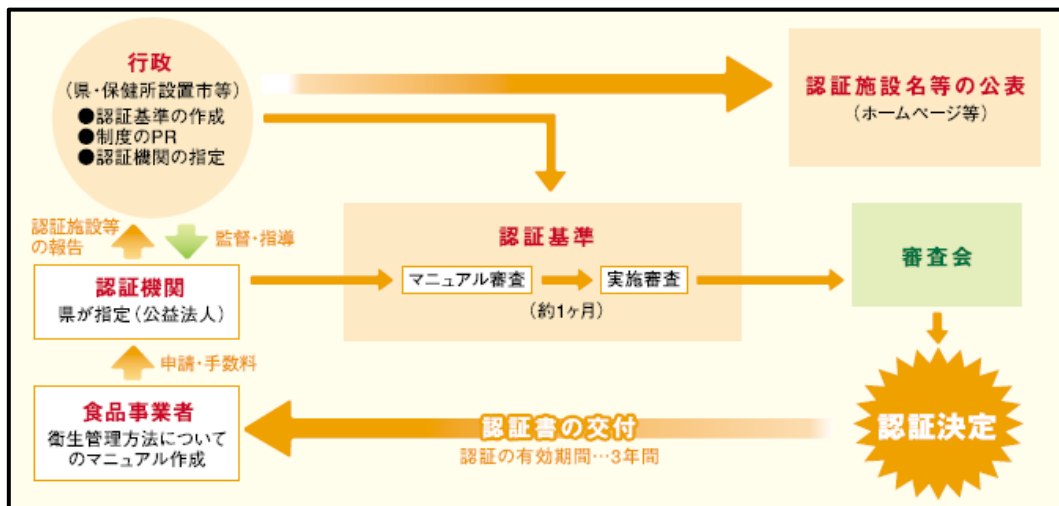 行政
(県・保健所設置市等)
●認証基準の作成
●制度のPR
●認証機関の指定
認証施設名等の公表
(ホームページ等)
認証施設等
の報告
監督・指導
認証基準
マニュアル審査
実施審査
(約1ヶ月)
審査会
認証機関
県が指定(公益法人)
申請・手数料
食品事業者
衛生管理方法について
のマニュアル作成
認証書の交付
認証の有効期間…3年間
認証決定